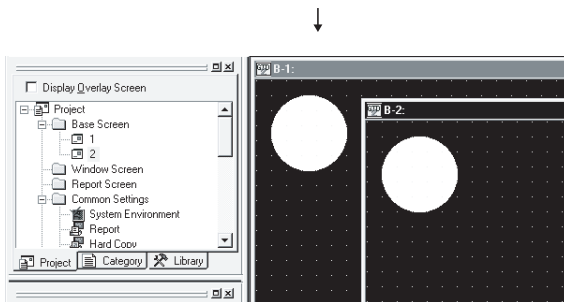 Display Overlay Screen
Project
Base Screen
1
2
Window Screen
Report Screen
Common Settings
System Environment
Report
Hard Copy
Project
Category
Library
B-1:
B-2: